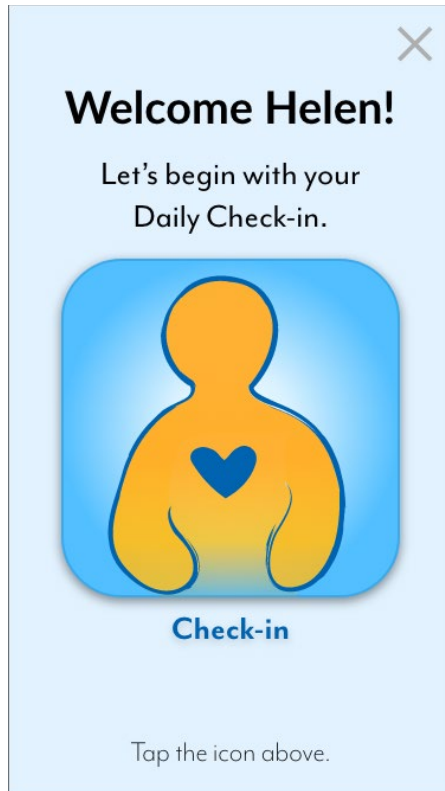 Welcome Helen!
Let’s begin with your
Daily Check-in.
Check-in
Tap the icon above.